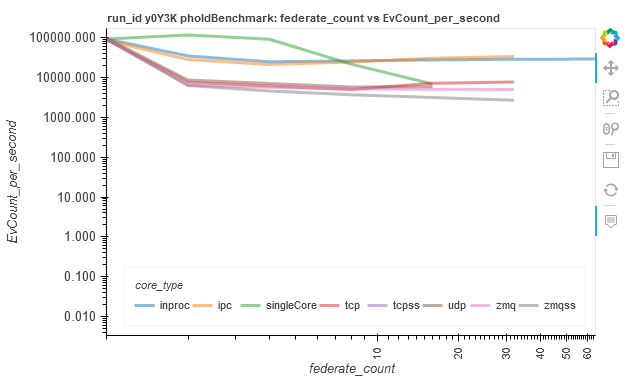 run_id y0Y3K pholdBenchmark: federate_count vs EvCount_per_second
EvCount_per_second
100000.000
10000.000
1000.000
100.000
10.000
1.000
0.100
0.010
core_type
inproc ipc singleCore tcp tcpss udp zmq zmqss
10 20 30 40 50 60
federate_count